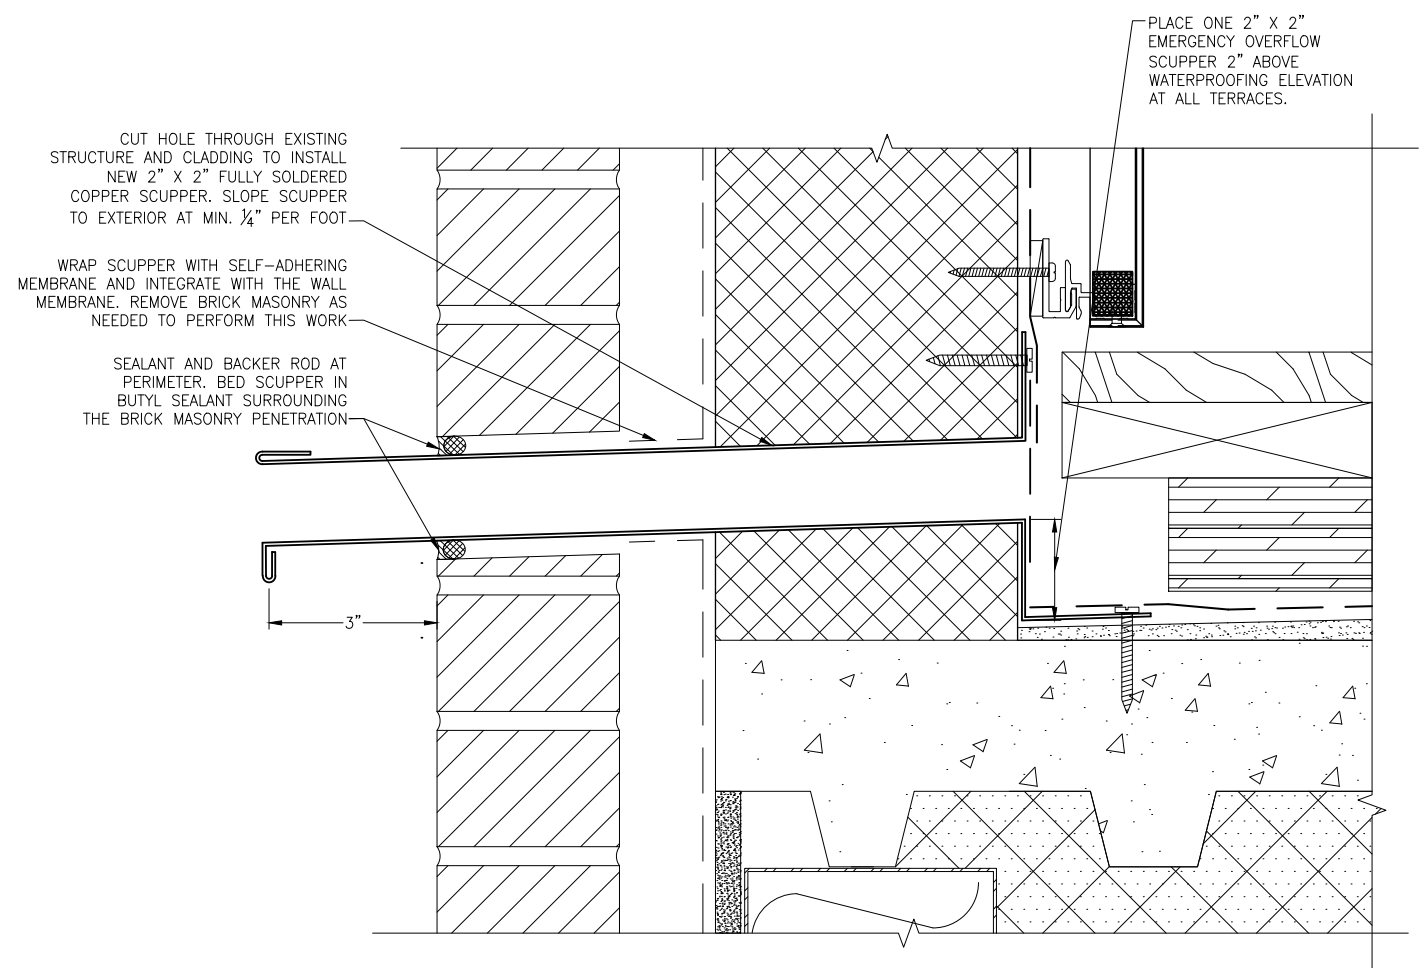 PLACE ONE 2” X 2”
EMERGENCY OVERFLOW
SCUPPER 2” ABOVE
WATERPROOFING ELEVATION
AT ALL TERRACES.
CUT HOLE THROUGH EXISTING
STRUCTURE AND CLADDING TO INSTALL
NEW 2” X 2” FULLY SOLDERED
COPPER SCUPPER. SLOPE SCUPPER
TO EXTERIOR AT MIN. ¼” PER FOOT
WRAP SCUPPER WITH SELF-ADHERING
MEMBRANE AND INTEGRATE WITH THE WALL
MEMBRANE. REMOVE BRICK MASONRY AS
NEEDED TO PERFORM THIS WORK
SEALANT AND BACKER ROD AT
PERIMETER. BED SCUPPER IN
BUTYL SEALANT SURROUNDING
THE BRICK MASONRY PENETRATION
3”